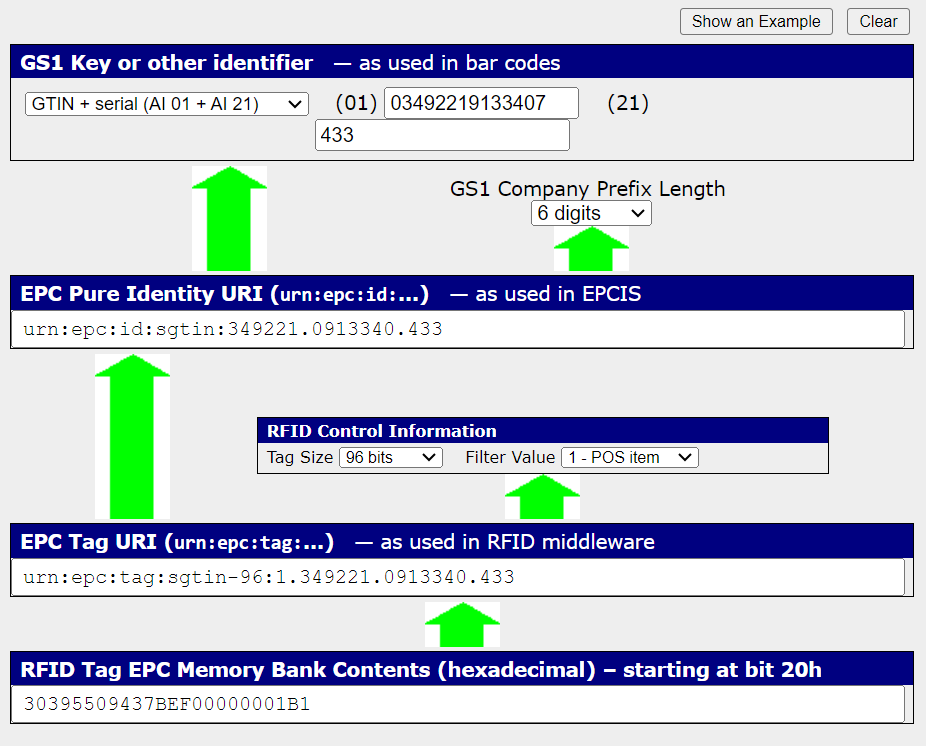 Show an Example Clear
GS1 Key or other identifier — as used in bar codes
GTIN + serial (AI 01 + AI 21) (01) 03492219133407 (21)
433
GS1 Company Prefix Length
6 digits
EPC Pure Identity URI (urn:epc:id:...) — as used in EPCIS
urn:epc:id:sgtin:349221.0913340.433
RFID Control Information
Tag Size 96 bits Filter Value 1 - POS item
EPC Tag URI (urn:epc:tag:...) — as used in RFID middleware
urn:epc:tag:sgtin-96:1.349221.0913340.433
RFID Tag EPC Memory Bank Contents (hexadecimal) – starting at bit 20h
30395509437BEF00000001B1